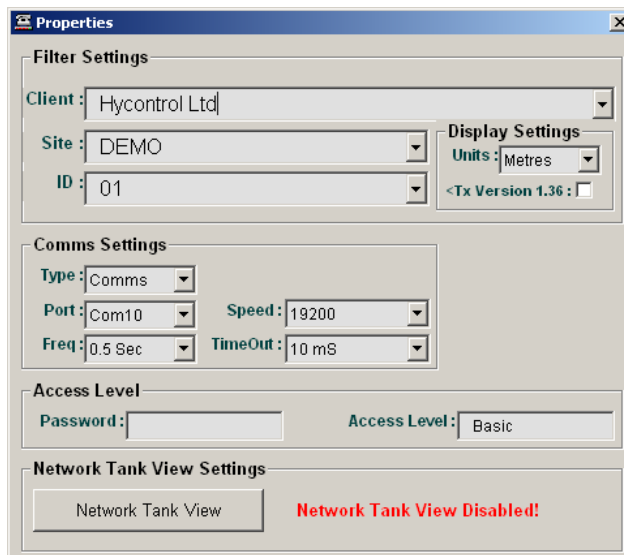 Properties
Filter Settings
Client : Hycontrol Ltd
Site : DEMO
ID : 01
Display Settings
Units : Metres
<Tx Version 1.36 :
Comms Settings
Type : Comms
Port : Com10
Speed : 19200
Freq : 0.5 Sec
TimeOut : 10 mS
Access Level
Password :
Access Level : Basic
Network Tank View Settings
Network Tank View
Network Tank View Disabled!